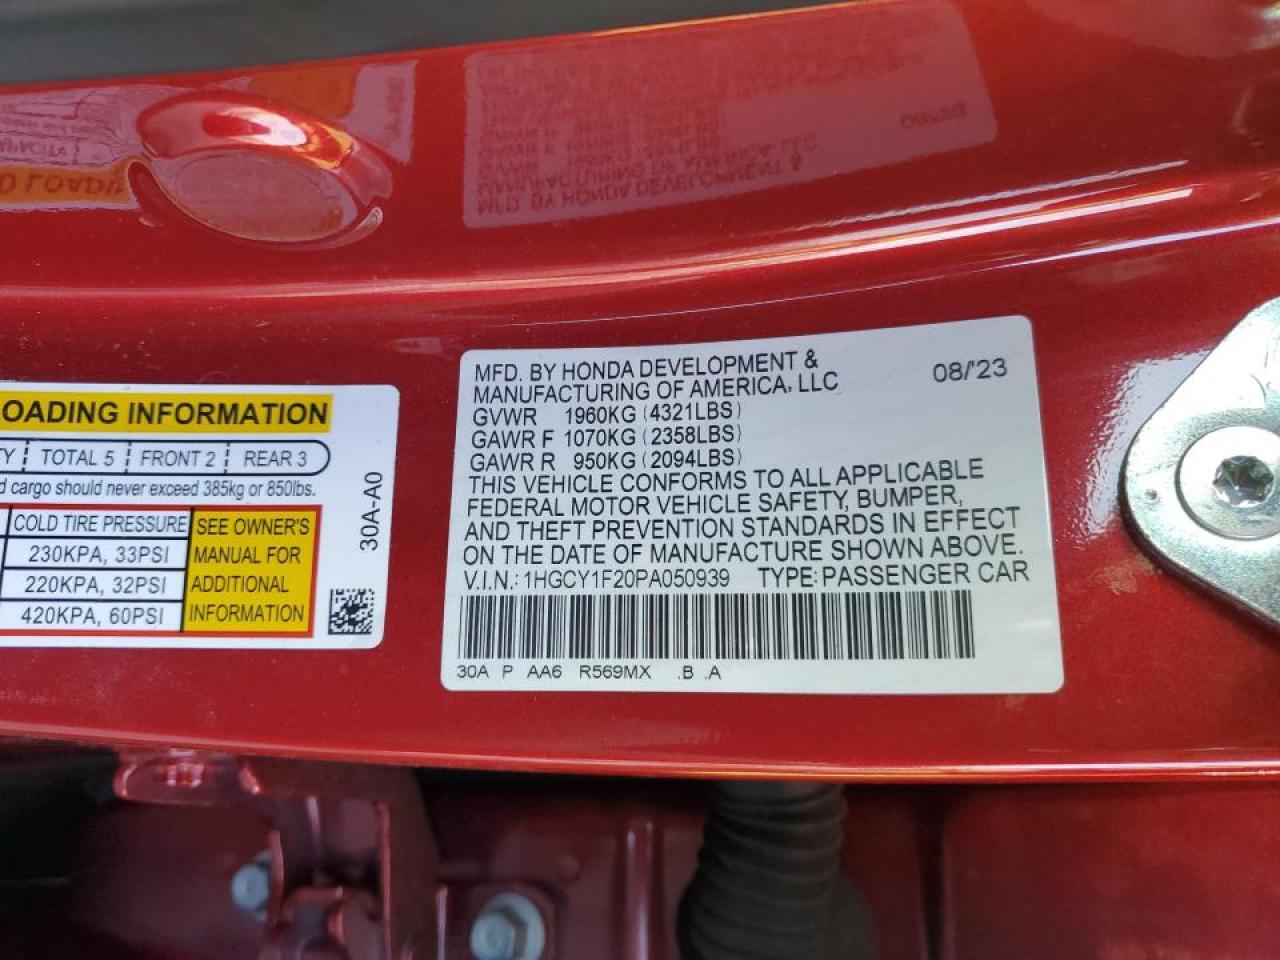 OADING INFORMATION
TY TOTAL 5 FRONT 2 REAR 3
d cargo should never exceed 385kg or 850lbs.
COLD TIRE PRESSURE
230KPA, 33PSI
220KPA, 32PSI
420KPA, 60PSI
SEE OWNER'S
MANUAL FOR
ADDITIONAL
INFORMATION
30A-A0
MFD. BY HONDA DEVELOPMENT &
MANUFACTURING OF AMERICA, LLC
08/'23
GVWR 1960KG (4321LBS)
GAWR F 1070KG (2358LBS)
GAWR R 950KG (2094LBS)
THIS VEHICLE CONFORMS TO ALL APPLICABLE
FEDERAL MOTOR VEHICLE SAFETY, BUMPER,
AND THEFT PREVENTION STANDARDS IN EFFECT
ON THE DATE OF MANUFACTURE SHOWN ABOVE.
V.I.N.: 1HGCY1F20PA050939 TYPE: PASSENGER CAR
30A P AA6 R569MX .B .A